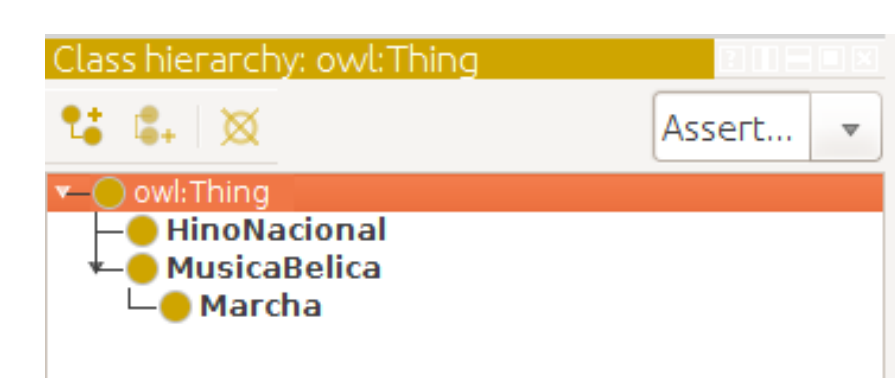 Class hierarchy: owl:Thing
Assert...
owl:Thing
HinoNacional
MusicaBelica
Marcha